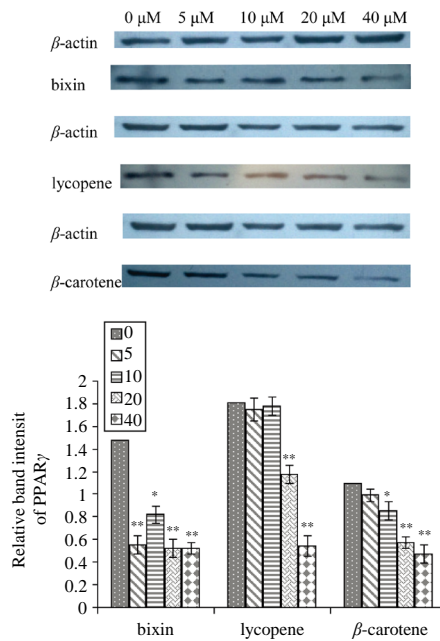 0 µM 5 µM 10 µM 20 µM 40 µM
β-actin
bixin
β-actin
lycopene
β-actin
β-carotene
0
5
10
20
40
Relative band intensit
of PPARγ
2
1.8
1.6
1.4
1.2
1
0.8
0.6
0.4
0.2
0
** * ** **
** **
* ** **
bixin lycopene β-carotene